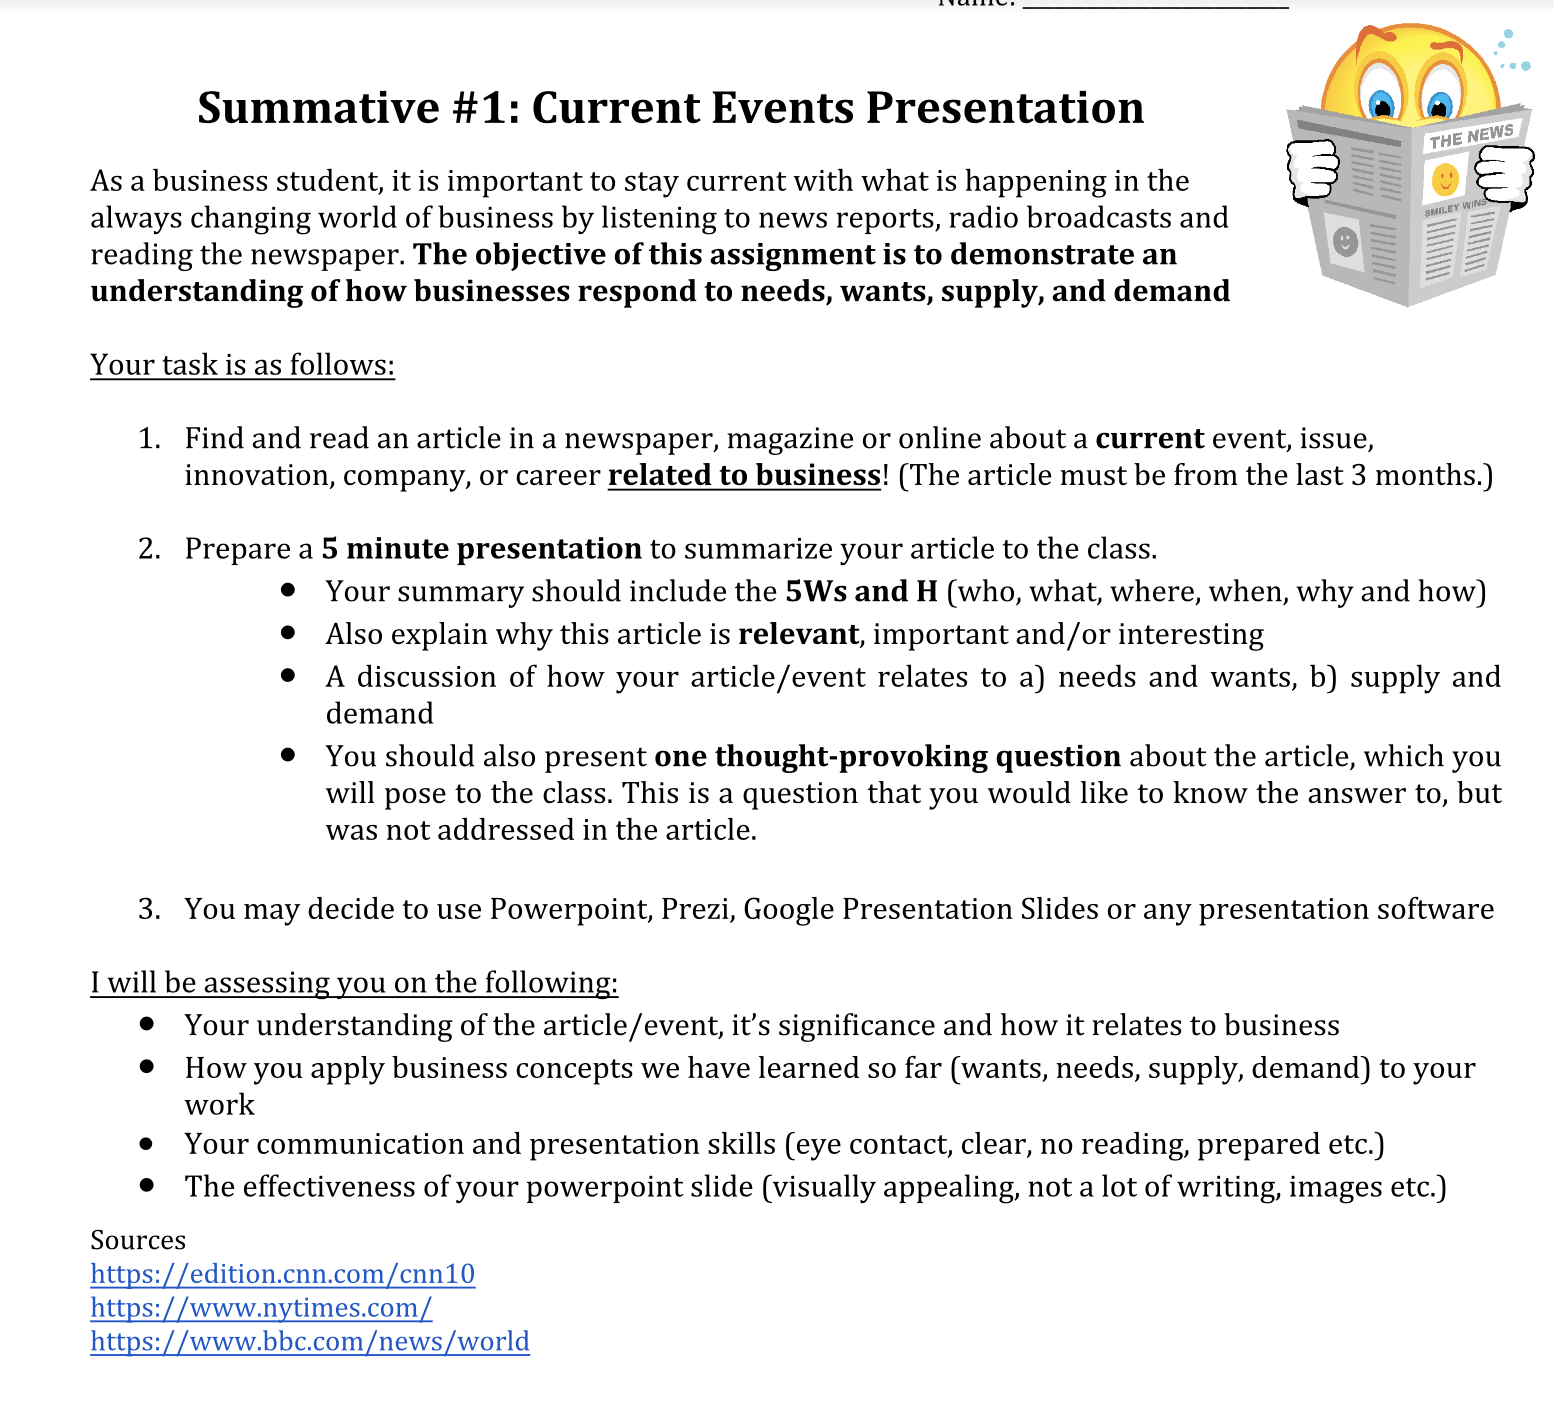 Name: ___________________
Summative #1: Current Events Presentation
THE NEWS
SMILEY WINS
As a business student, it is important to stay current with what is happening in the
always changing world of business by listening to news reports, radio broadcasts and
reading the newspaper. The objective of this assignment is to demonstrate an
understanding of how businesses respond to needs, wants, supply, and demand
Your task is as follows:
1. Find and read an article in a newspaper, magazine or online about a current event, issue,
innovation, company, or career related to business! (The article must be from the last 3 months.)
2. Prepare a 5 minute presentation to summarize your article to the class.
● Your summary should include the 5Ws and H (who, what, where, when, why and how)
● Also explain why this article is relevant, important and/or interesting
● A discussion of how your article/event relates to a) needs and wants, b) supply and
demand
● You should also present one thought-provoking question about the article, which you
will pose to the class. This is a question that you would like to know the answer to, but
was not addressed in the article.
3. You may decide to use Powerpoint, Prezi, Google Presentation Slides or any presentation software
I will be assessing you on the following:
● Your understanding of the article/event, it’s significance and how it relates to business
● How you apply business concepts we have learned so far (wants, needs, supply, demand) to your
work
● Your communication and presentation skills (eye contact, clear, no reading, prepared etc.)
● The effectiveness of your powerpoint slide (visually appealing, not a lot of writing, images etc.)
Sources
https://edition.cnn.com/cnn10
https://www.nytimes.com/
https://www.bbc.com/news/world